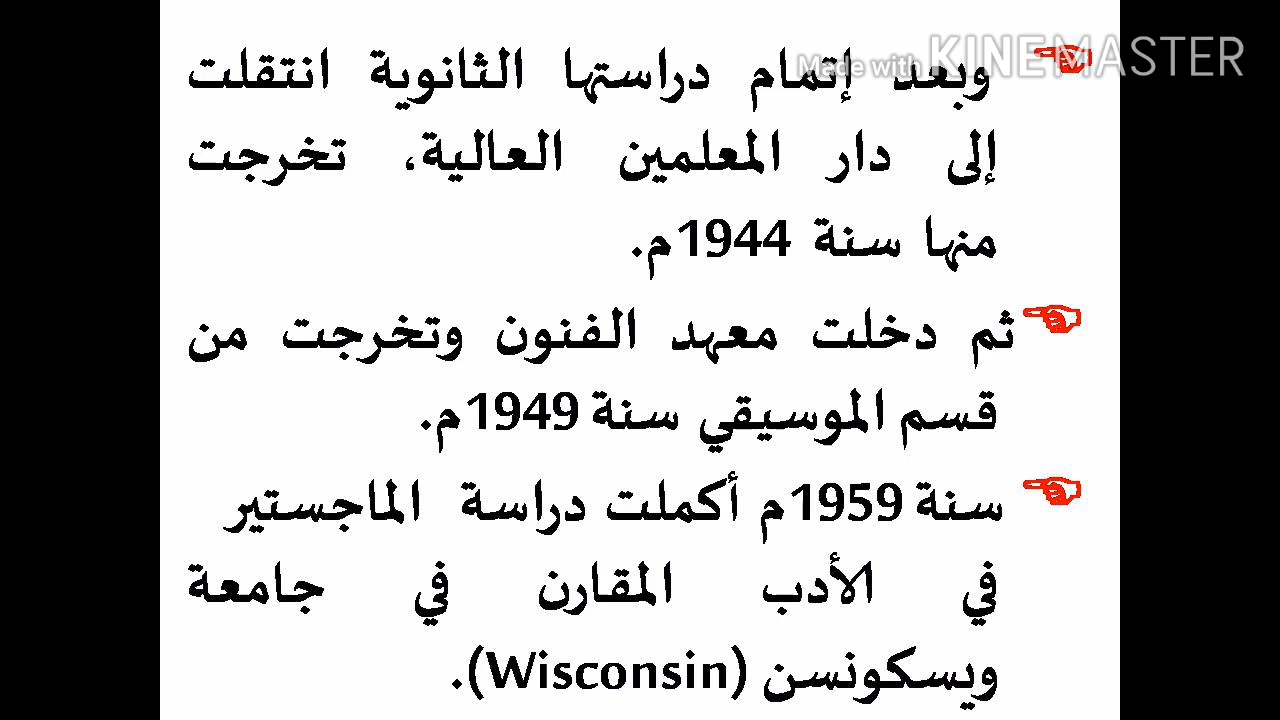 Made with KINEMASTER
وبعد إتمام دراستها الثانوية انتقلت
إلى دار المعلمين العالية، تخرجت
منها سنة 1944م.
ثم دخلت معهد الفنون وتخرجت من
قسم الموسيقي سنة 1949م.
سنة 1959م أكملت دراسة الماجستير
في الأدب المقارن في جامعة
ويسكونسن (Wisconsin).